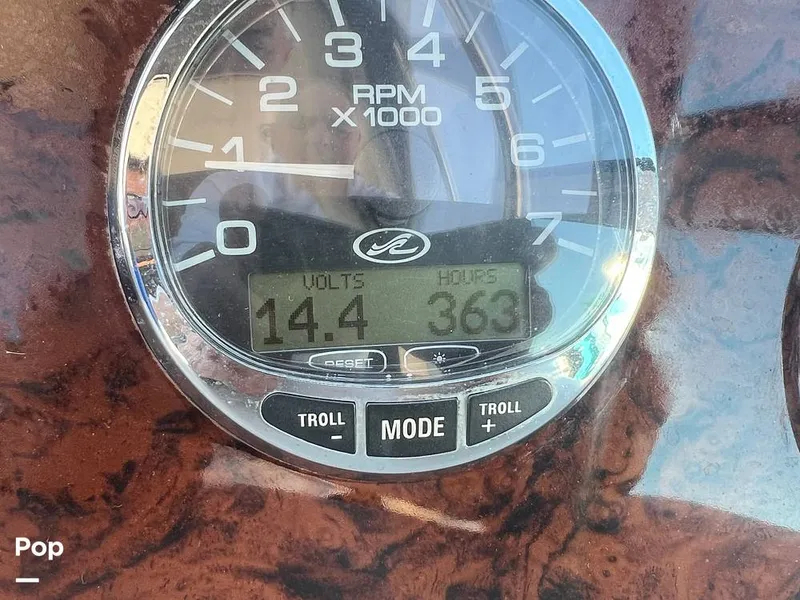 3 4
2 5
RPM
X 1000
1 6
0 7
VOLTS HOURS
14.4 363
RESET
TROLL
-
MODE
TROLL
+
Pop